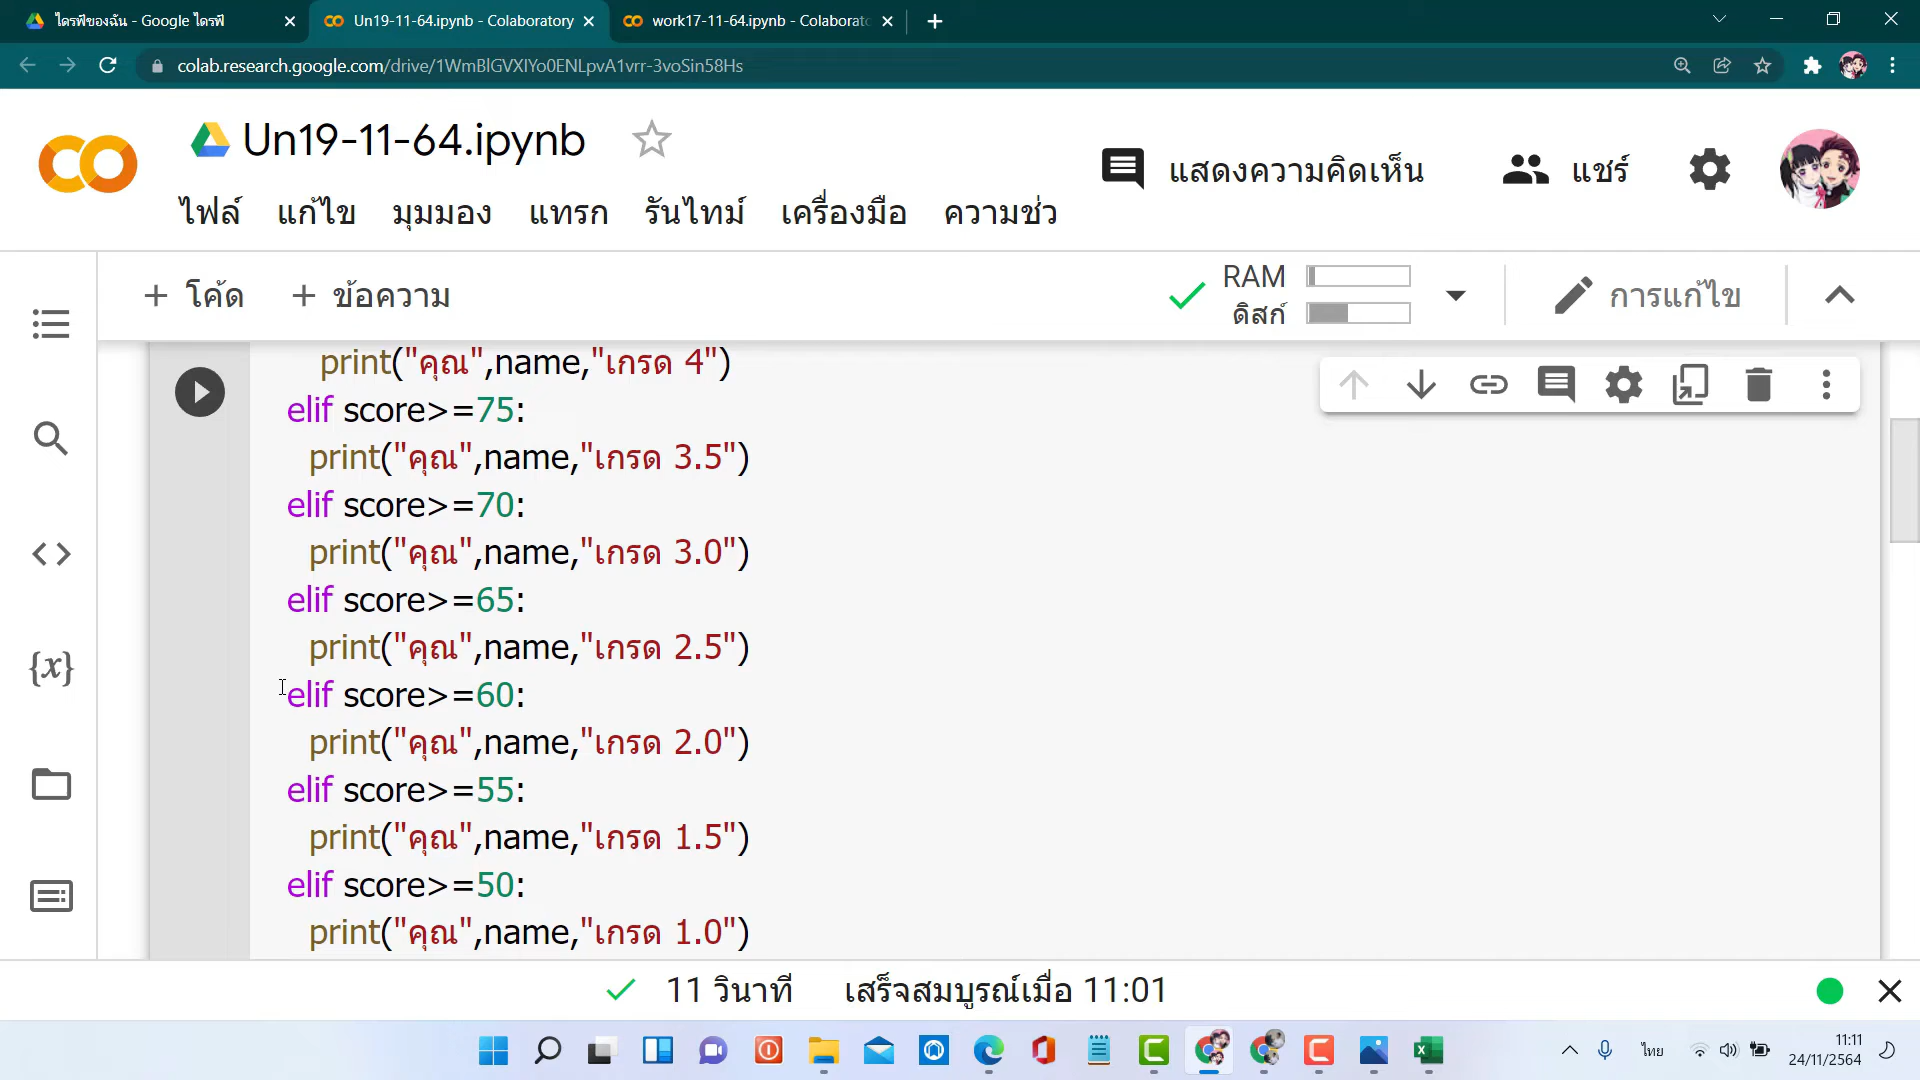 ไดรฟ์ของฉัน - Google ไดรฟ์
Un19-11-64.ipynb - Colaboratory
work17-11-64.ipynb - Colaborato
colab.research.google.com/drive/1WmBlGVXIYo0ENLpvA1vrr-3voSin58Hs
Un19-11-64.ipynb
แสดงความคิดเห็น
แชร์
ไฟล์ แก้ไข มุมมอง แทรก รันไทม์ เครื่องมือ ความช่ว
+ โค้ด + ข้อความ
RAM
ดิสก์
การแก้ไข
print("คุณ",name,"เกรด 4")
elif score>=75:
print("คุณ",name,"เกรด 3.5")
elif score>=70:
print("คุณ",name,"เกรด 3.0")
elif score>=65:
print("คุณ",name,"เกรด 2.5")
elif score>=60:
print("คุณ",name,"เกรด 2.0")
elif score>=55:
print("คุณ",name,"เกรด 1.5")
elif score>=50:
print("คุณ",name,"เกรด 1.0")
11 วินาที เสร็จสมบูรณ์เมื่อ 11:01
ไทย
11:11
24/11/2564